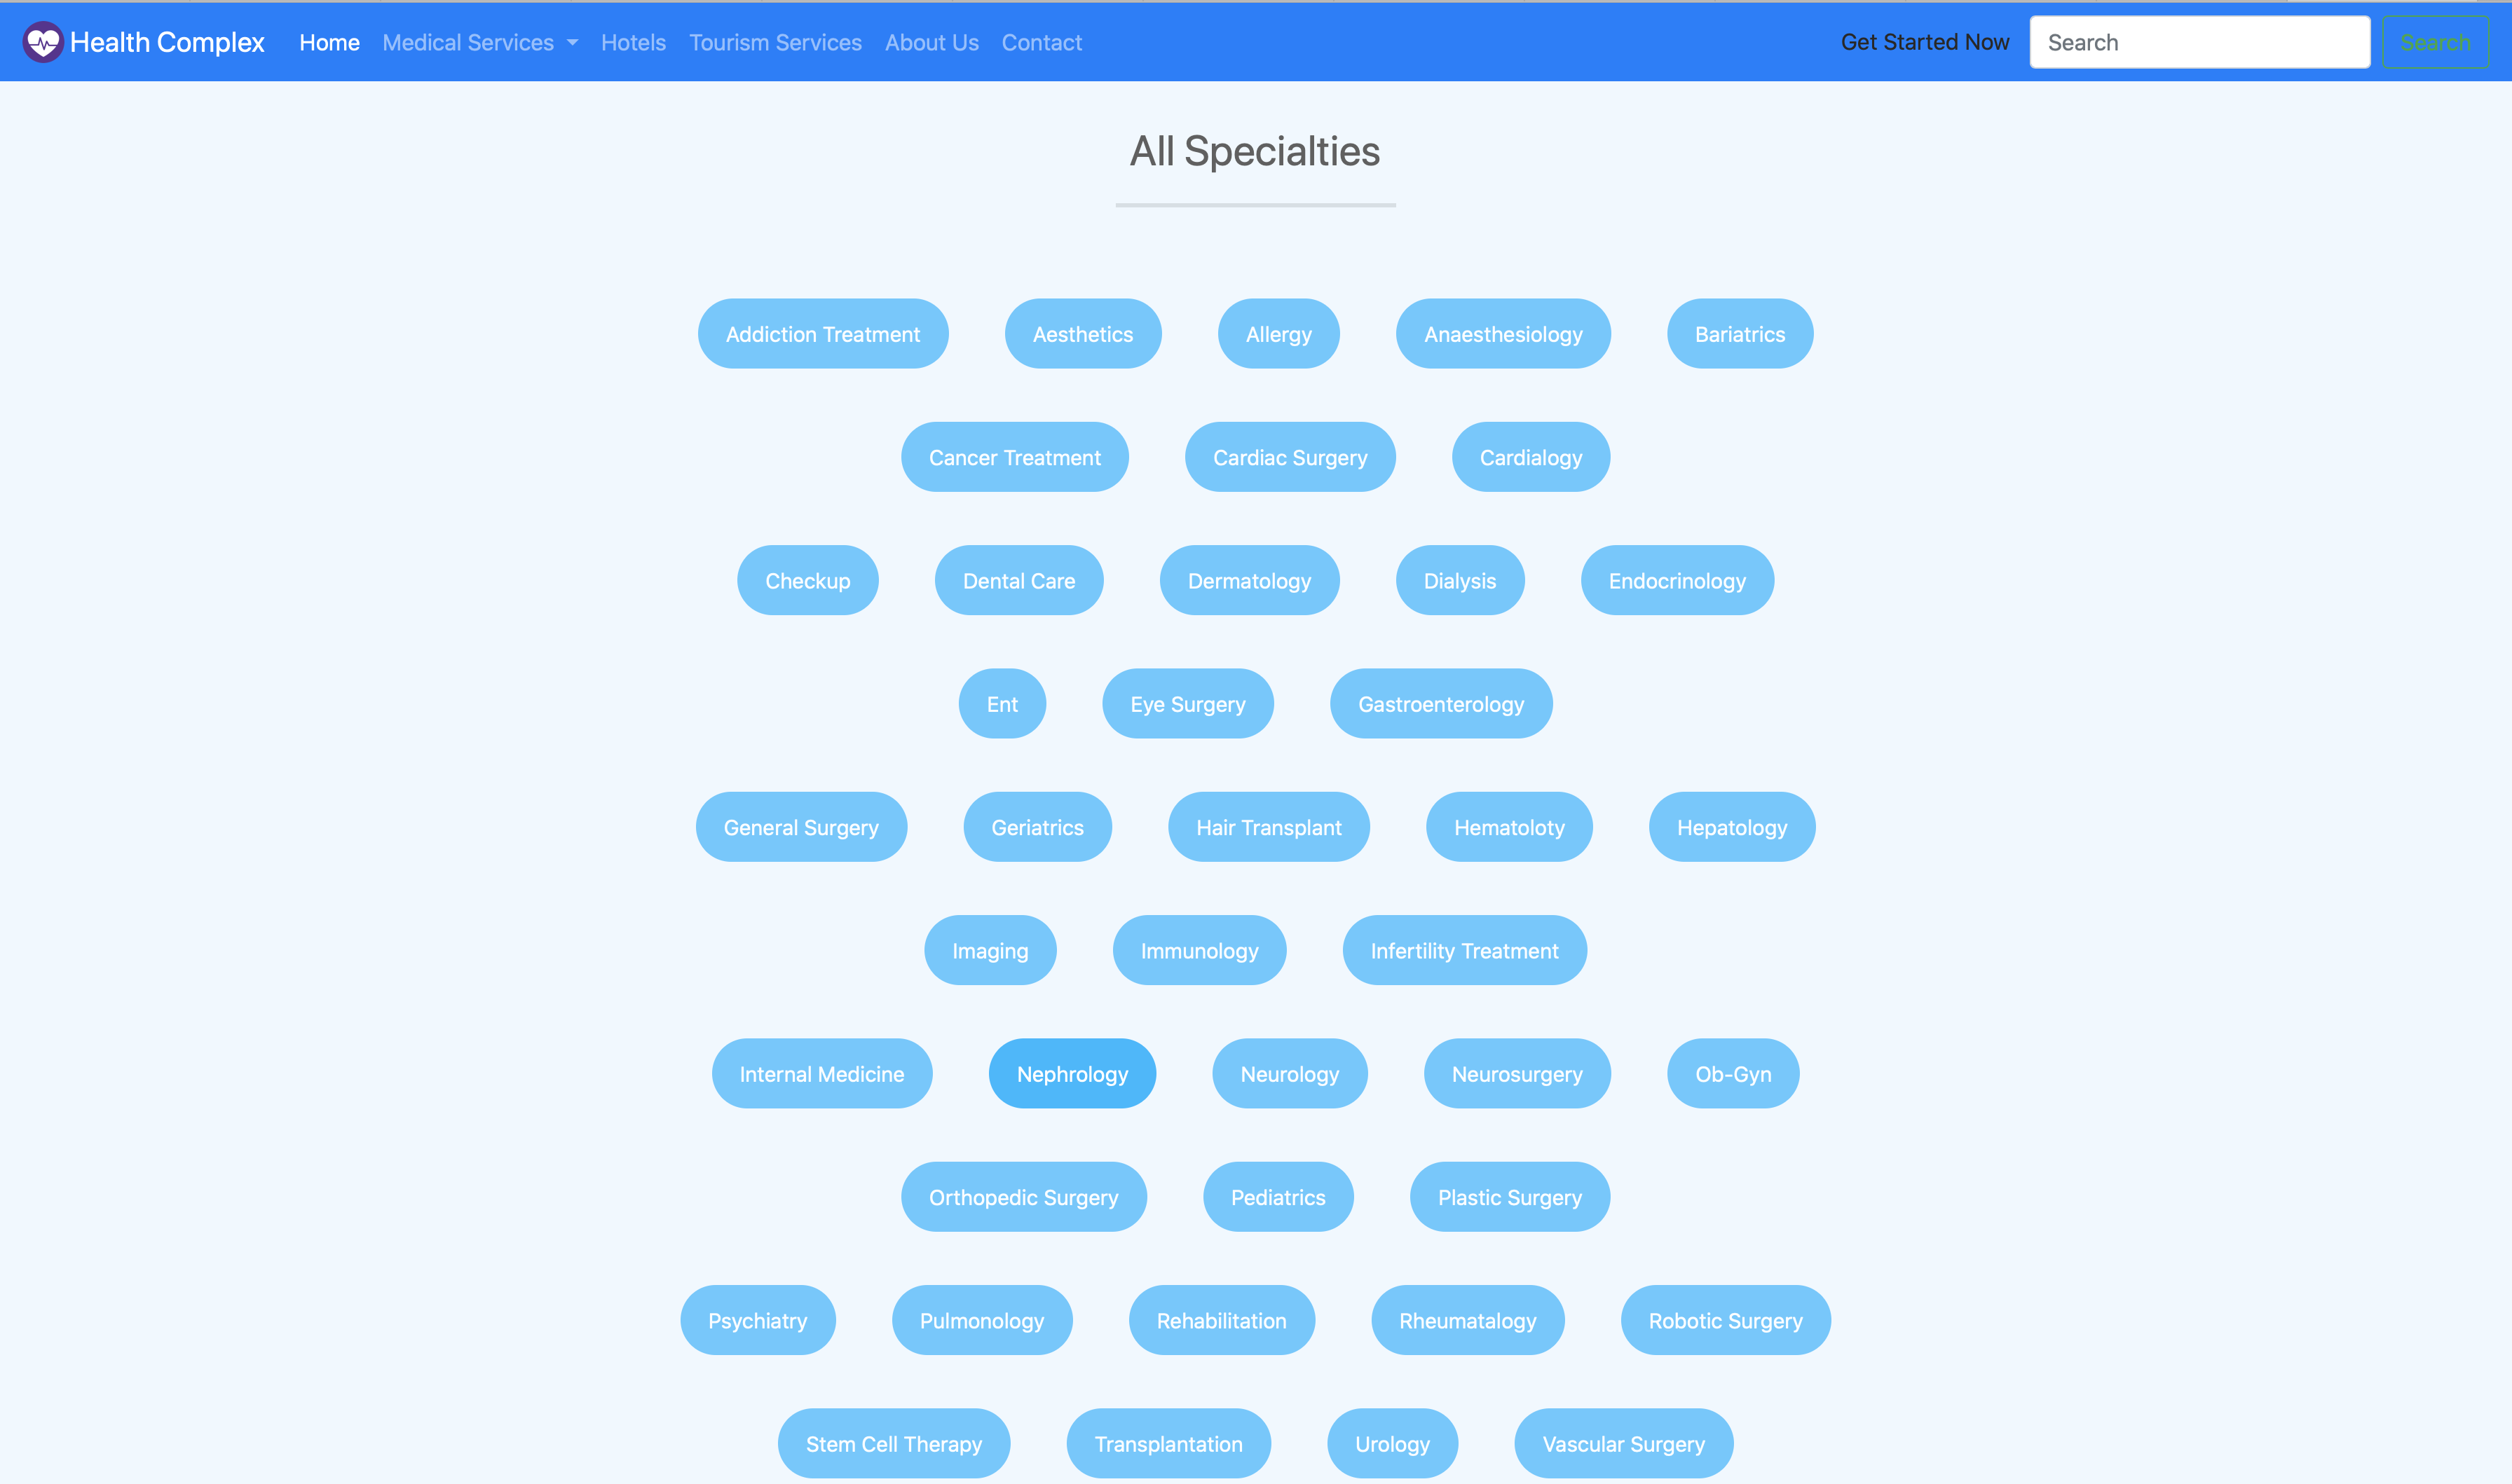 Health Complex Home Medical Services Hotels Tourism Services About Us Contact Get Started Now Search Search
All Specialties
Addiction Treatment Aesthetics Allergy Anaesthesiology Bariatrics
Cancer Treatment Cardiac Surgery Cardialogy
Checkup Dental Care Dermatology Dialysis Endocrinology
Ent Eye Surgery Gastroenterology
General Surgery Geriatrics Hair Transplant Hematoloty Hepatology
Imaging Immunology Infertility Treatment
Internal Medicine Nephrology Neurology Neurosurgery Ob-Gyn
Orthopedic Surgery Pediatrics Plastic Surgery
Psychiatry Pulmonology Rehabilitation Rheumatalogy Robotic Surgery
Stem Cell Therapy Transplantation Urology Vascular Surgery